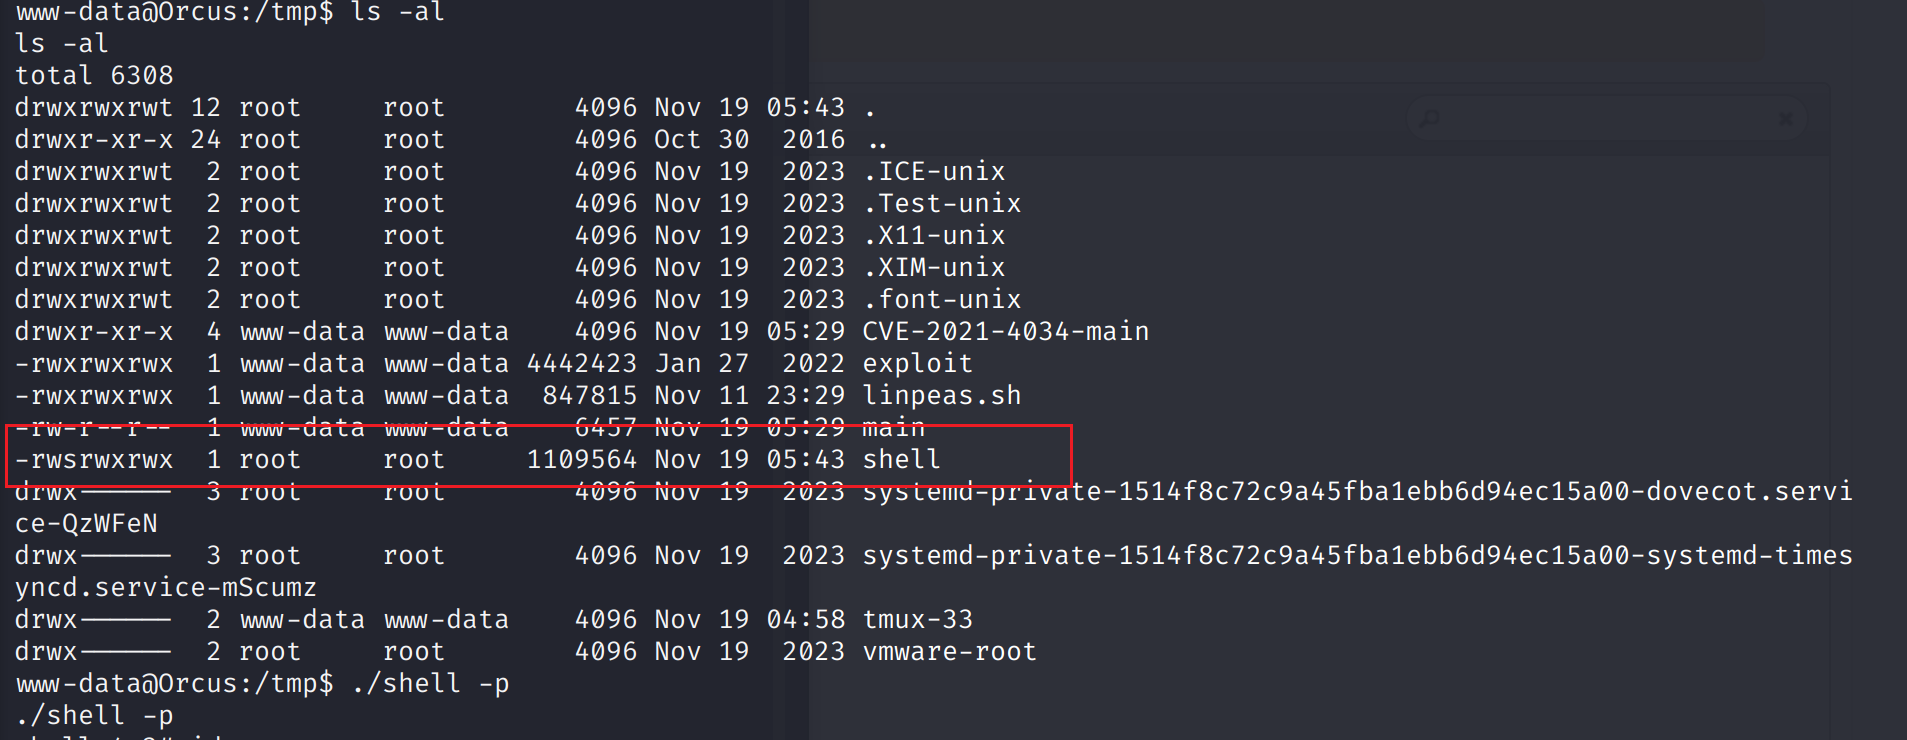 www-data@Orcus:/tmp$ ls -al
ls -al
total 6308
drwxrwxrwt 12 root     root        4096 Nov 19 05:43 .
drwxr-xr-x 24 root     root        4096 Oct 30  2016 ..
drwxrwxrwt  2 root     root        4096 Nov 19  2023 .ICE-unix
drwxrwxrwt  2 root     root        4096 Nov 19  2023 .Test-unix
drwxrwxrwt  2 root     root        4096 Nov 19  2023 .X11-unix
drwxrwxrwt  2 root     root        4096 Nov 19  2023 .XIM-unix
drwxrwxrwt  2 root     root        4096 Nov 19  2023 .font-unix
drwxr-xr-x  4 www-data www-data    4096 Nov 19 05:29 CVE-2021-4034-main
-rwxrwxrwx  1 www-data www-data 4442423 Jan 27  2022 exploit
-rwxrwxrwx  1 www-data www-data  847815 Nov 11 23:29 linpeas.sh
-rw-r--r--  1 www-data www-data    6457 Nov 19 05:29 main
-rwsrwxrwx  1 root     root     1109564 Nov 19 05:43 shell
drwx------  3 root     root        4096 Nov 19  2023 systemd-private-1514f8c72c9a45fba1ebb6d94ec15a00-dovecot.servi
ce-QzWFeN
drwx------  3 root     root        4096 Nov 19  2023 systemd-private-1514f8c72c9a45fba1ebb6d94ec15a00-systemd-times
yncd.service-mScumz
drwx------  2 www-data www-data    4096 Nov 19 04:58 tmux-33
drwx------  2 root     root        4096 Nov 19  2023 vmware-root
www-data@Orcus:/tmp$ ./shell -p
./shell -p